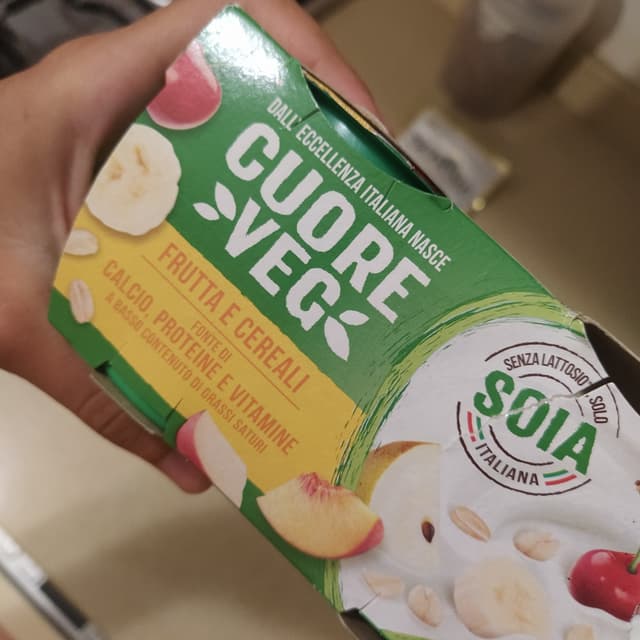 DALL'ECCELLENZA ITALIANA NASCE
CUORE
VEG
FRUTTA E CEREALI
FONTE DI
CALCIO, PROTEINE E VITAMINE
A BASSO CONTENUTO DI GRASSI SATURI
SENZA LATTOSIO SOLO
SOIA
ITALIANA